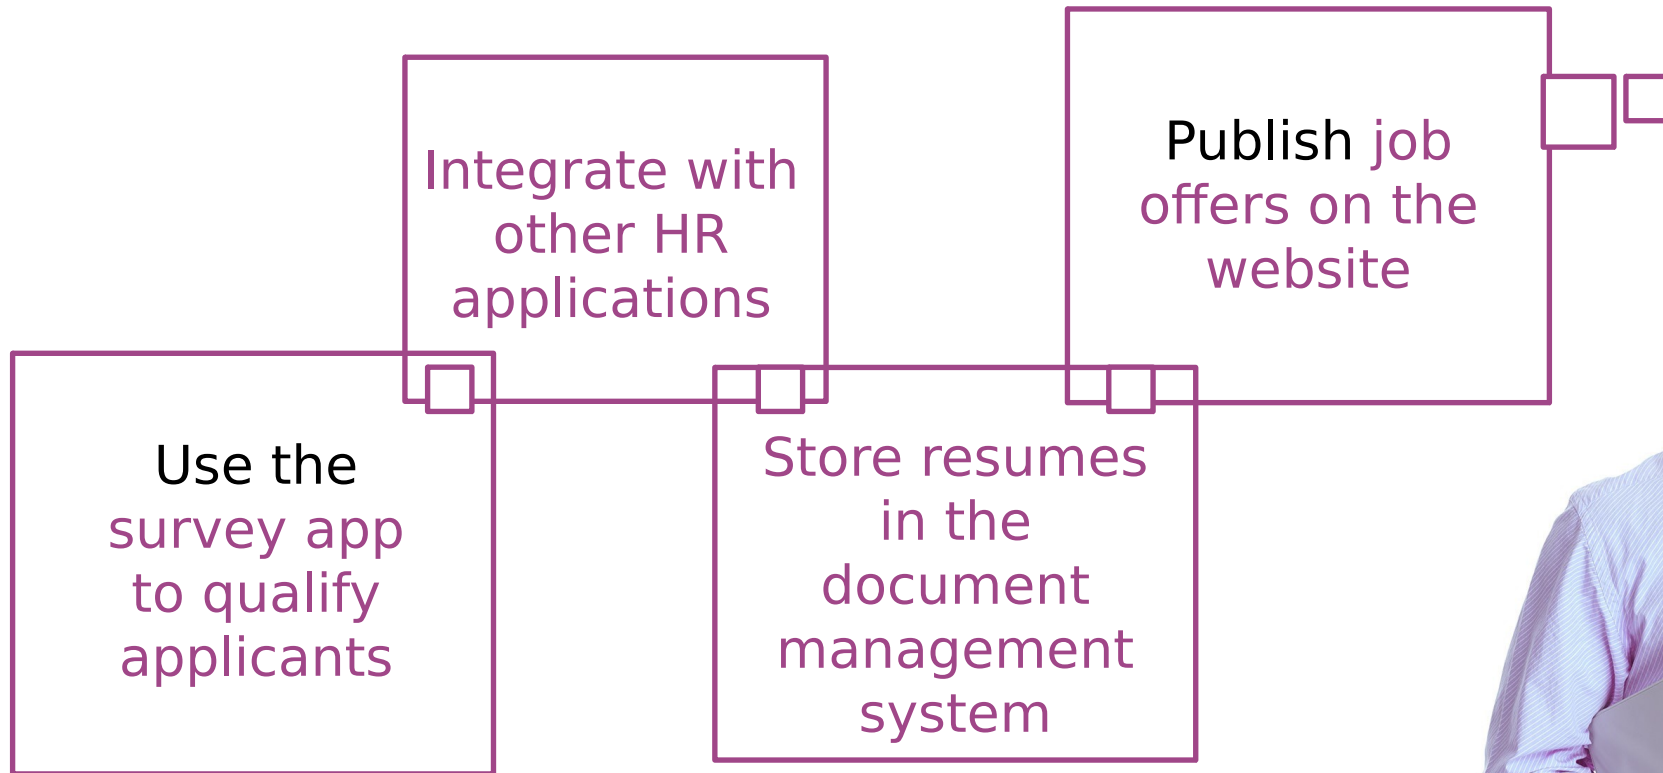 Use the
survey app
to qualify
applicants
Integrate with
other HR
applications
Store resumes
in the
document
management
system
Publish job
offers on the
website